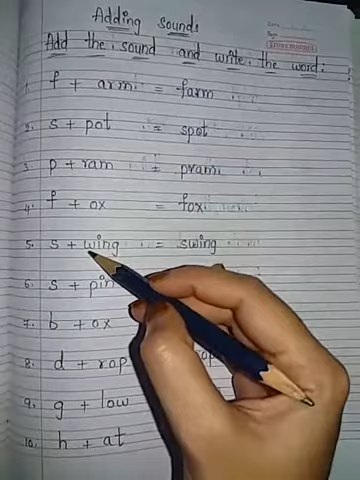 Adding sounds
Add the sound and write the word:
1. f + arm = farm
2. s + pot = spot
3. p + ram = pram
4. f + ox = fox
5. s + wing = swing
6. s + pin
7. b + ox
8. d + rop
9. g + low
10. h + at